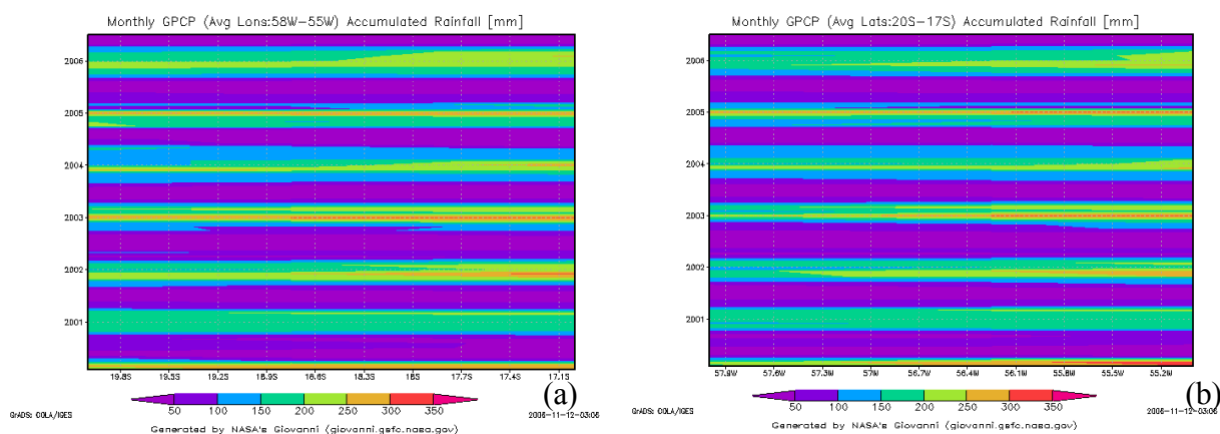 Monthly GPCP (Avg Lons:58W-55W) Accumulated Rainfall [mm]
2006
2005
2004
2003
2002
2001
19.8S 19.5S 19.2S 18.9S 18.6S 18.3S 18S 17.7S 17.4S 17.1S
(a)
50 100 150 200 250 300 350
GrADS: COLA/IGES
2006-11-12-03:06
Generated by NASA's Giovanni (giovanni.gsfc.nasa.gov)
Monthly GPCP (Avg Lats:20S-17S) Accumulated Rainfall [mm]
2006
2005
2004
2003
2002
2001
57.9W 57.6W 57.3W 57W 56.7W 56.4W 56.1W 55.8W 55.5W 55.2W
(b)
50 100 150 200 250 300 350
GrADS: COLA/IGES
2006-11-12-03:06
Generated by NASA's Giovanni (giovanni.gsfc.nasa.gov)